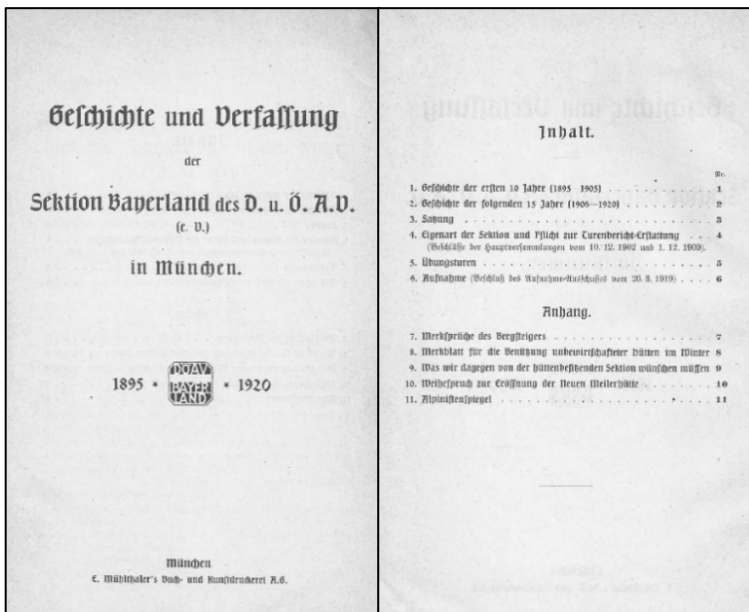 Geschichte und Verfassung
der
Sektion Bayerland des D. u. Ö. A.V.
(e. V.)
in München.
1895 * DÖAV BAYER LAND * 1920
München
C. Mühlthaler's Buch- und Kunstdruckerei A.G.
Inhalt.
Nr.
1. Geschichte der ersten 10 Jahre (1895–1905) . . . . . 1
2. Geschichte der folgenden 15 Jahre (1906–1920) . . . . . 2
3. Satzung . . . . . 3
4. Eigenart der Sektion und Pflicht zur Turenbericht-Erstattung . . 4
(Beschlüsse der Hauptversammlungen vom 10. 12. 1902 und 1. 12. 1909).
5. Übungsturen . . . . . 5
6. Aufnahme (Beschluß des Aufnahme-Ausschusses vom 26. 8. 1919) . . . . 6
Anhang.
7. Merksprüche des Bergsteigers . . . . . 7
8. Merkblatt für die Benützung unbewirtschafteter Hütten im Winter 8
9. Was wir dagegen von der hüttenbesitzenden Sektion wünschen müssen 9
10. Weihespruch zur Eröffnung der Neuen Meilerhütte . . . . . 10
11. Alpinistenspiegel . . . . . 11